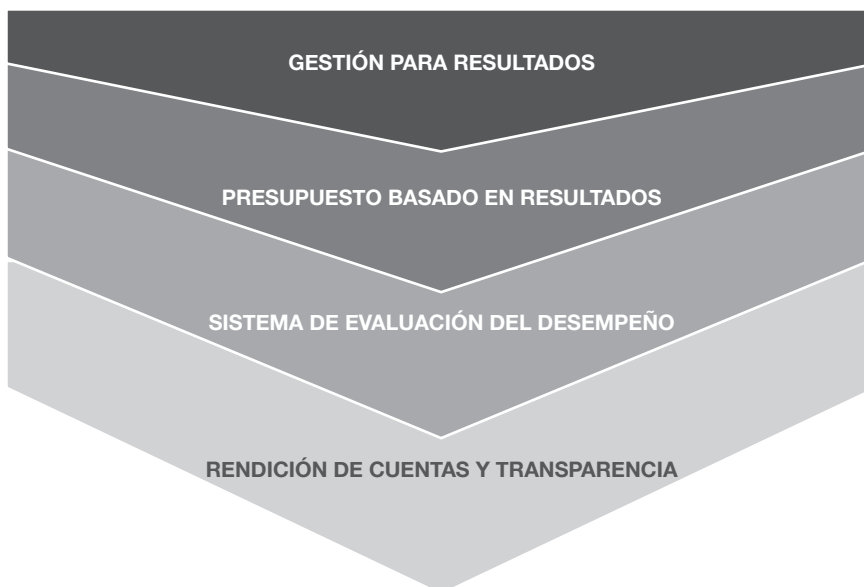 GESTIÓN PARA RESULTADOS
PRESUPUESTO BASADO EN RESULTADOS
SISTEMA DE EVALUACIÓN DEL DESEMPEÑO
RENDICIÓN DE CUENTAS Y TRANSPARENCIA